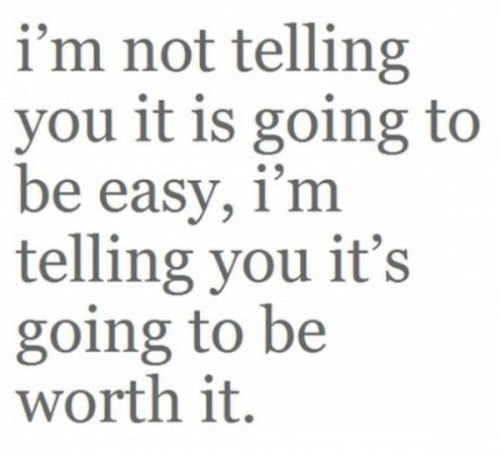 i’m not telling
you it is going to
be easy, i’m
telling you it’s
going to be
worth it.